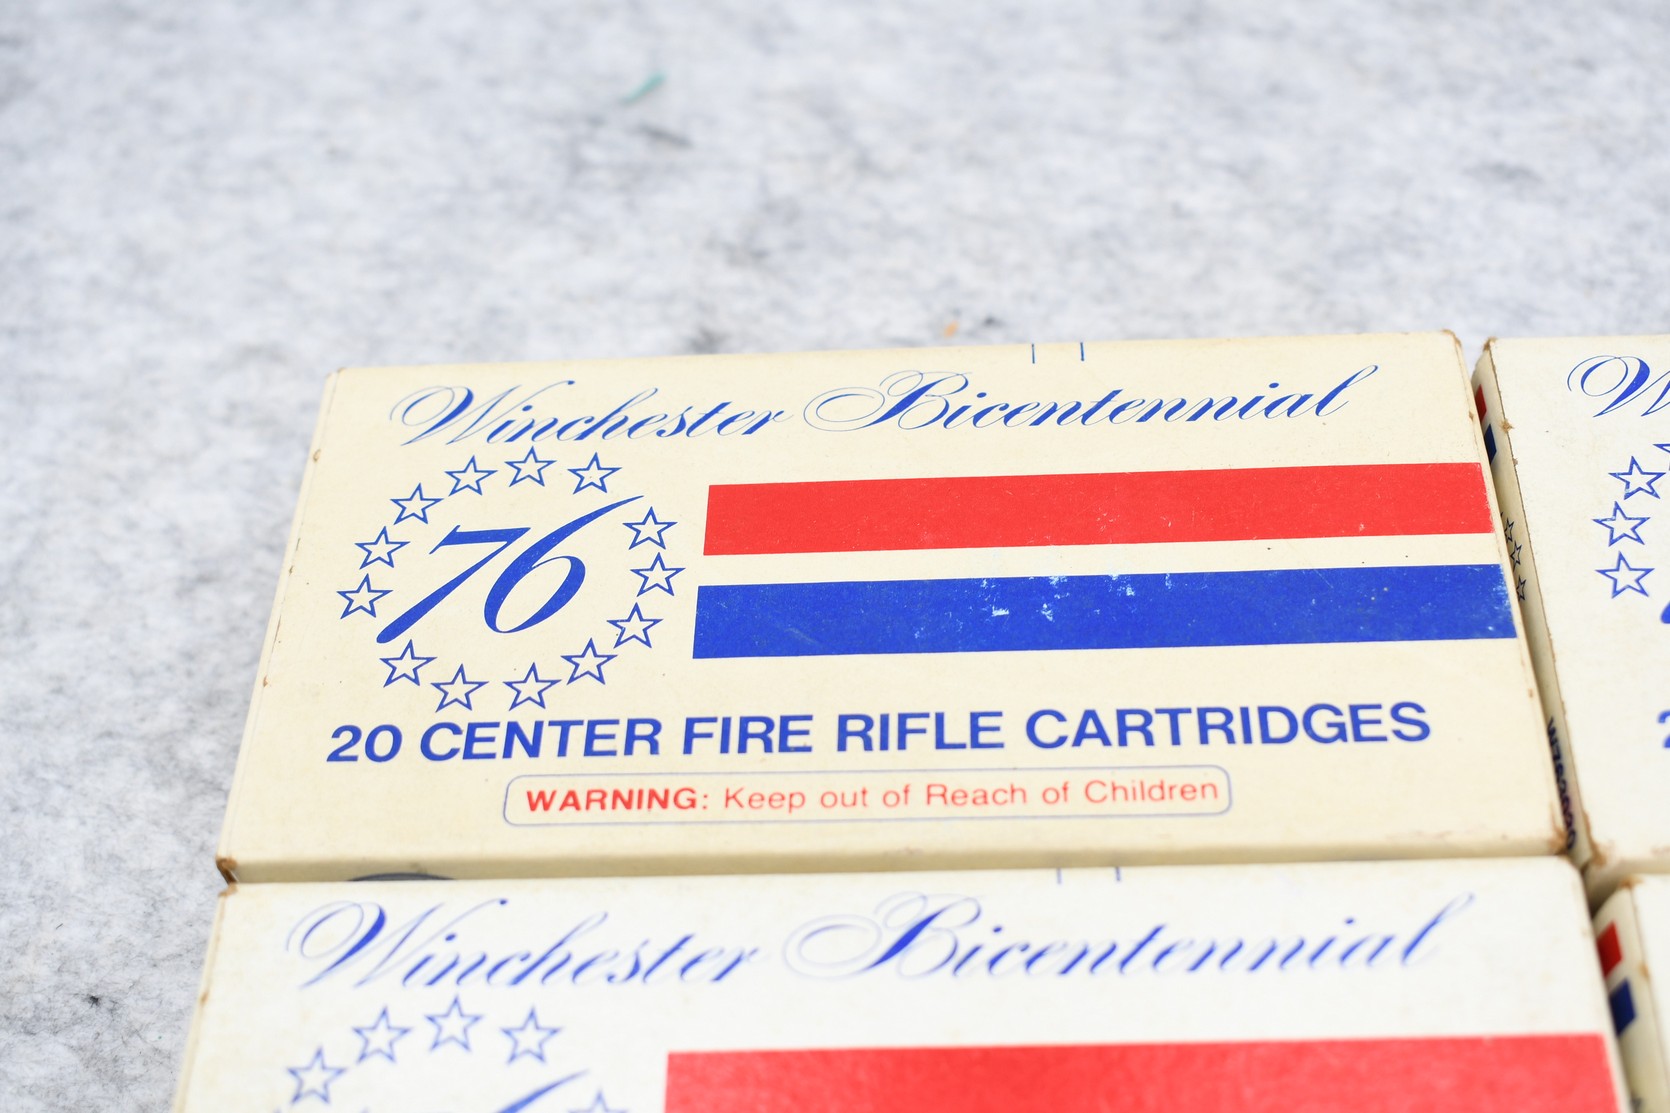 Winchester Bicentennial
76
20 CENTER FIRE RIFLE CARTRIDGES
WARNING: Keep out of Reach of Children
Winchester Bicentennial